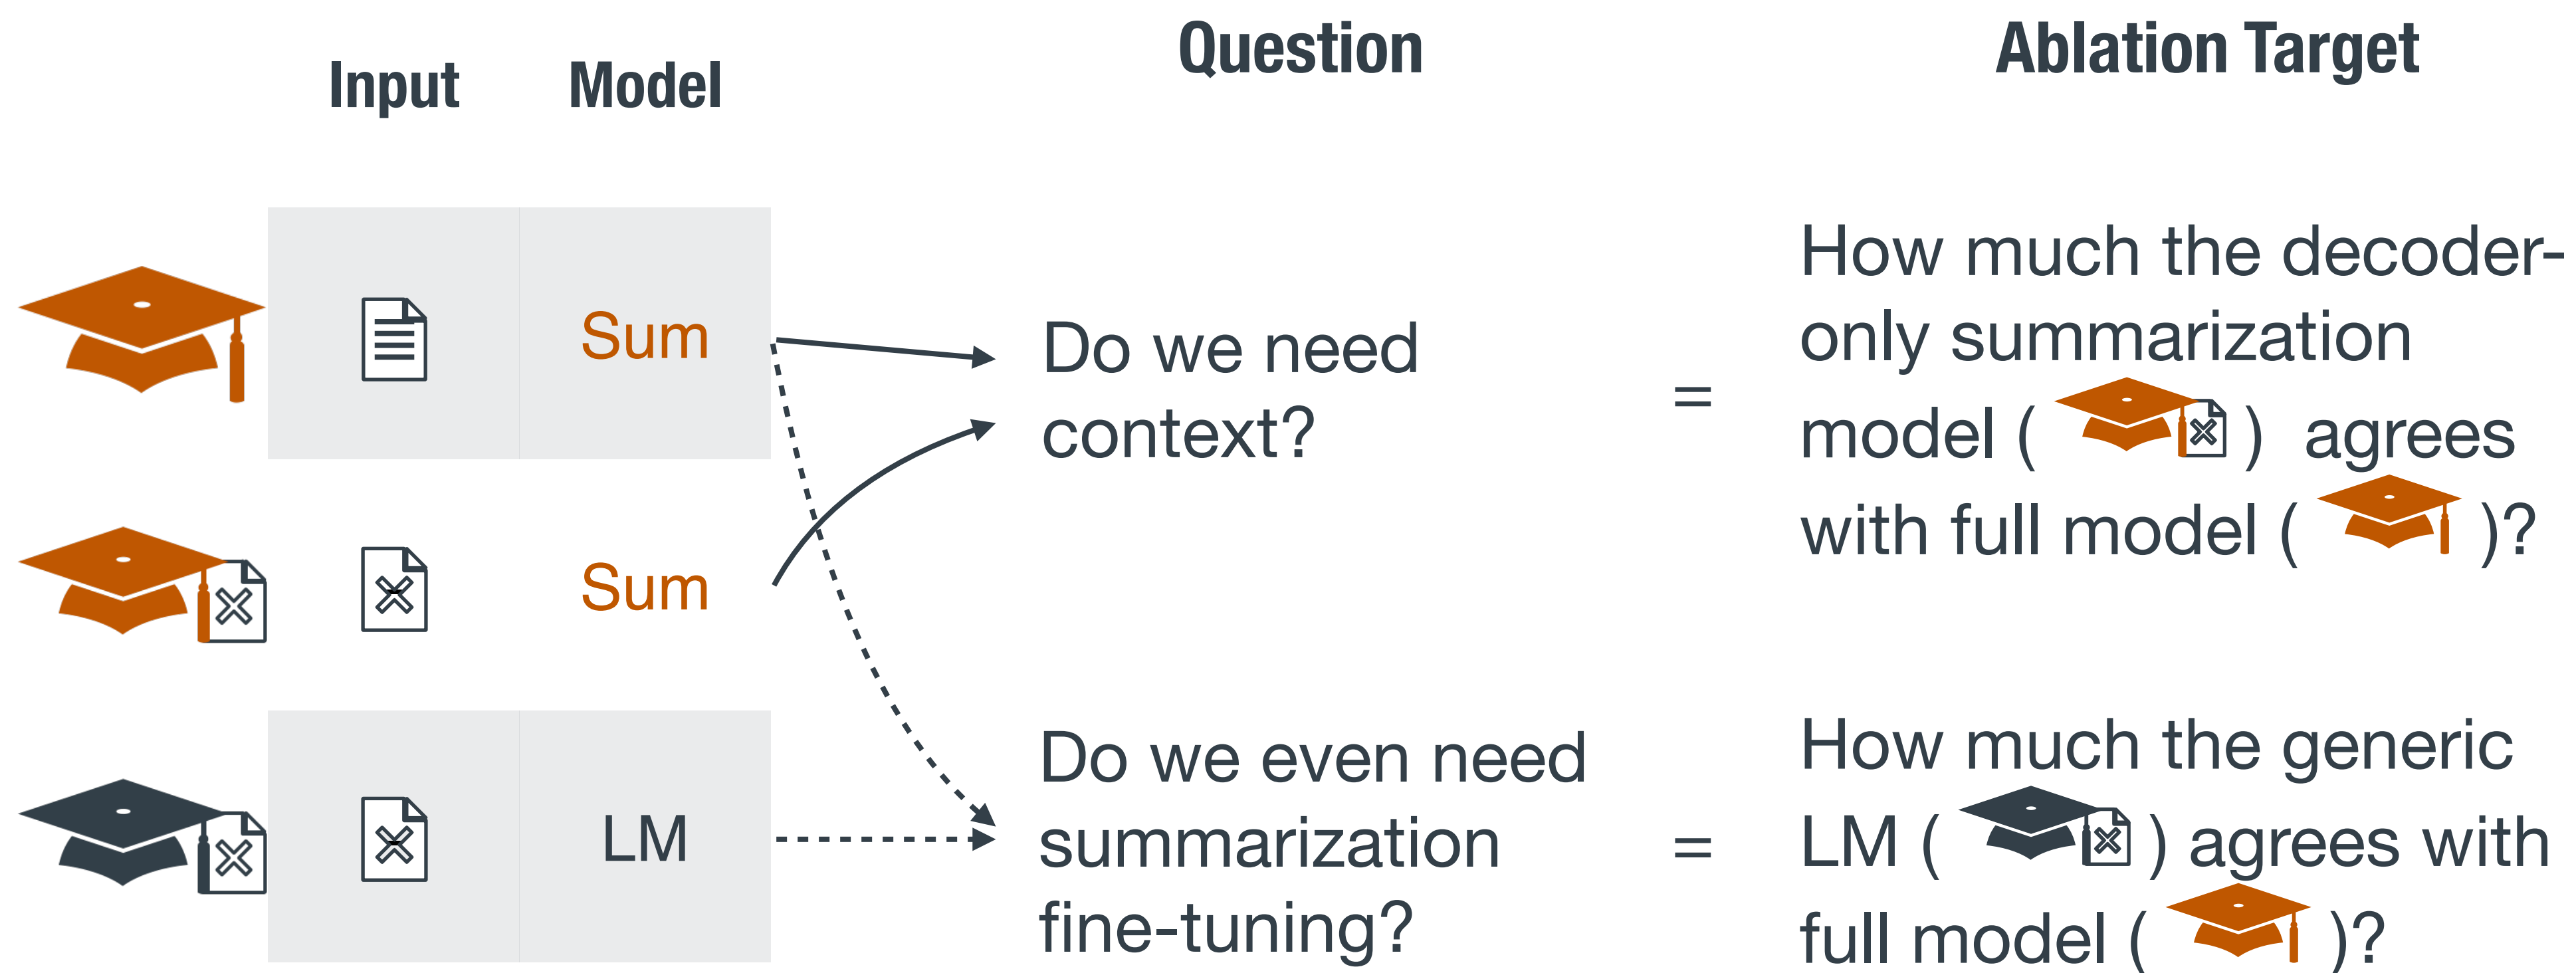 Input
Model
Question
Ablation Target
Sum
Do we need
context?
=
How much the decoder-
only summarization
model ( ) agrees
with full model ( )?
Sum
LM
Do we even need
summarization
fine-tuning?
=
How much the generic
LM ( ) agrees with
full model ( )?